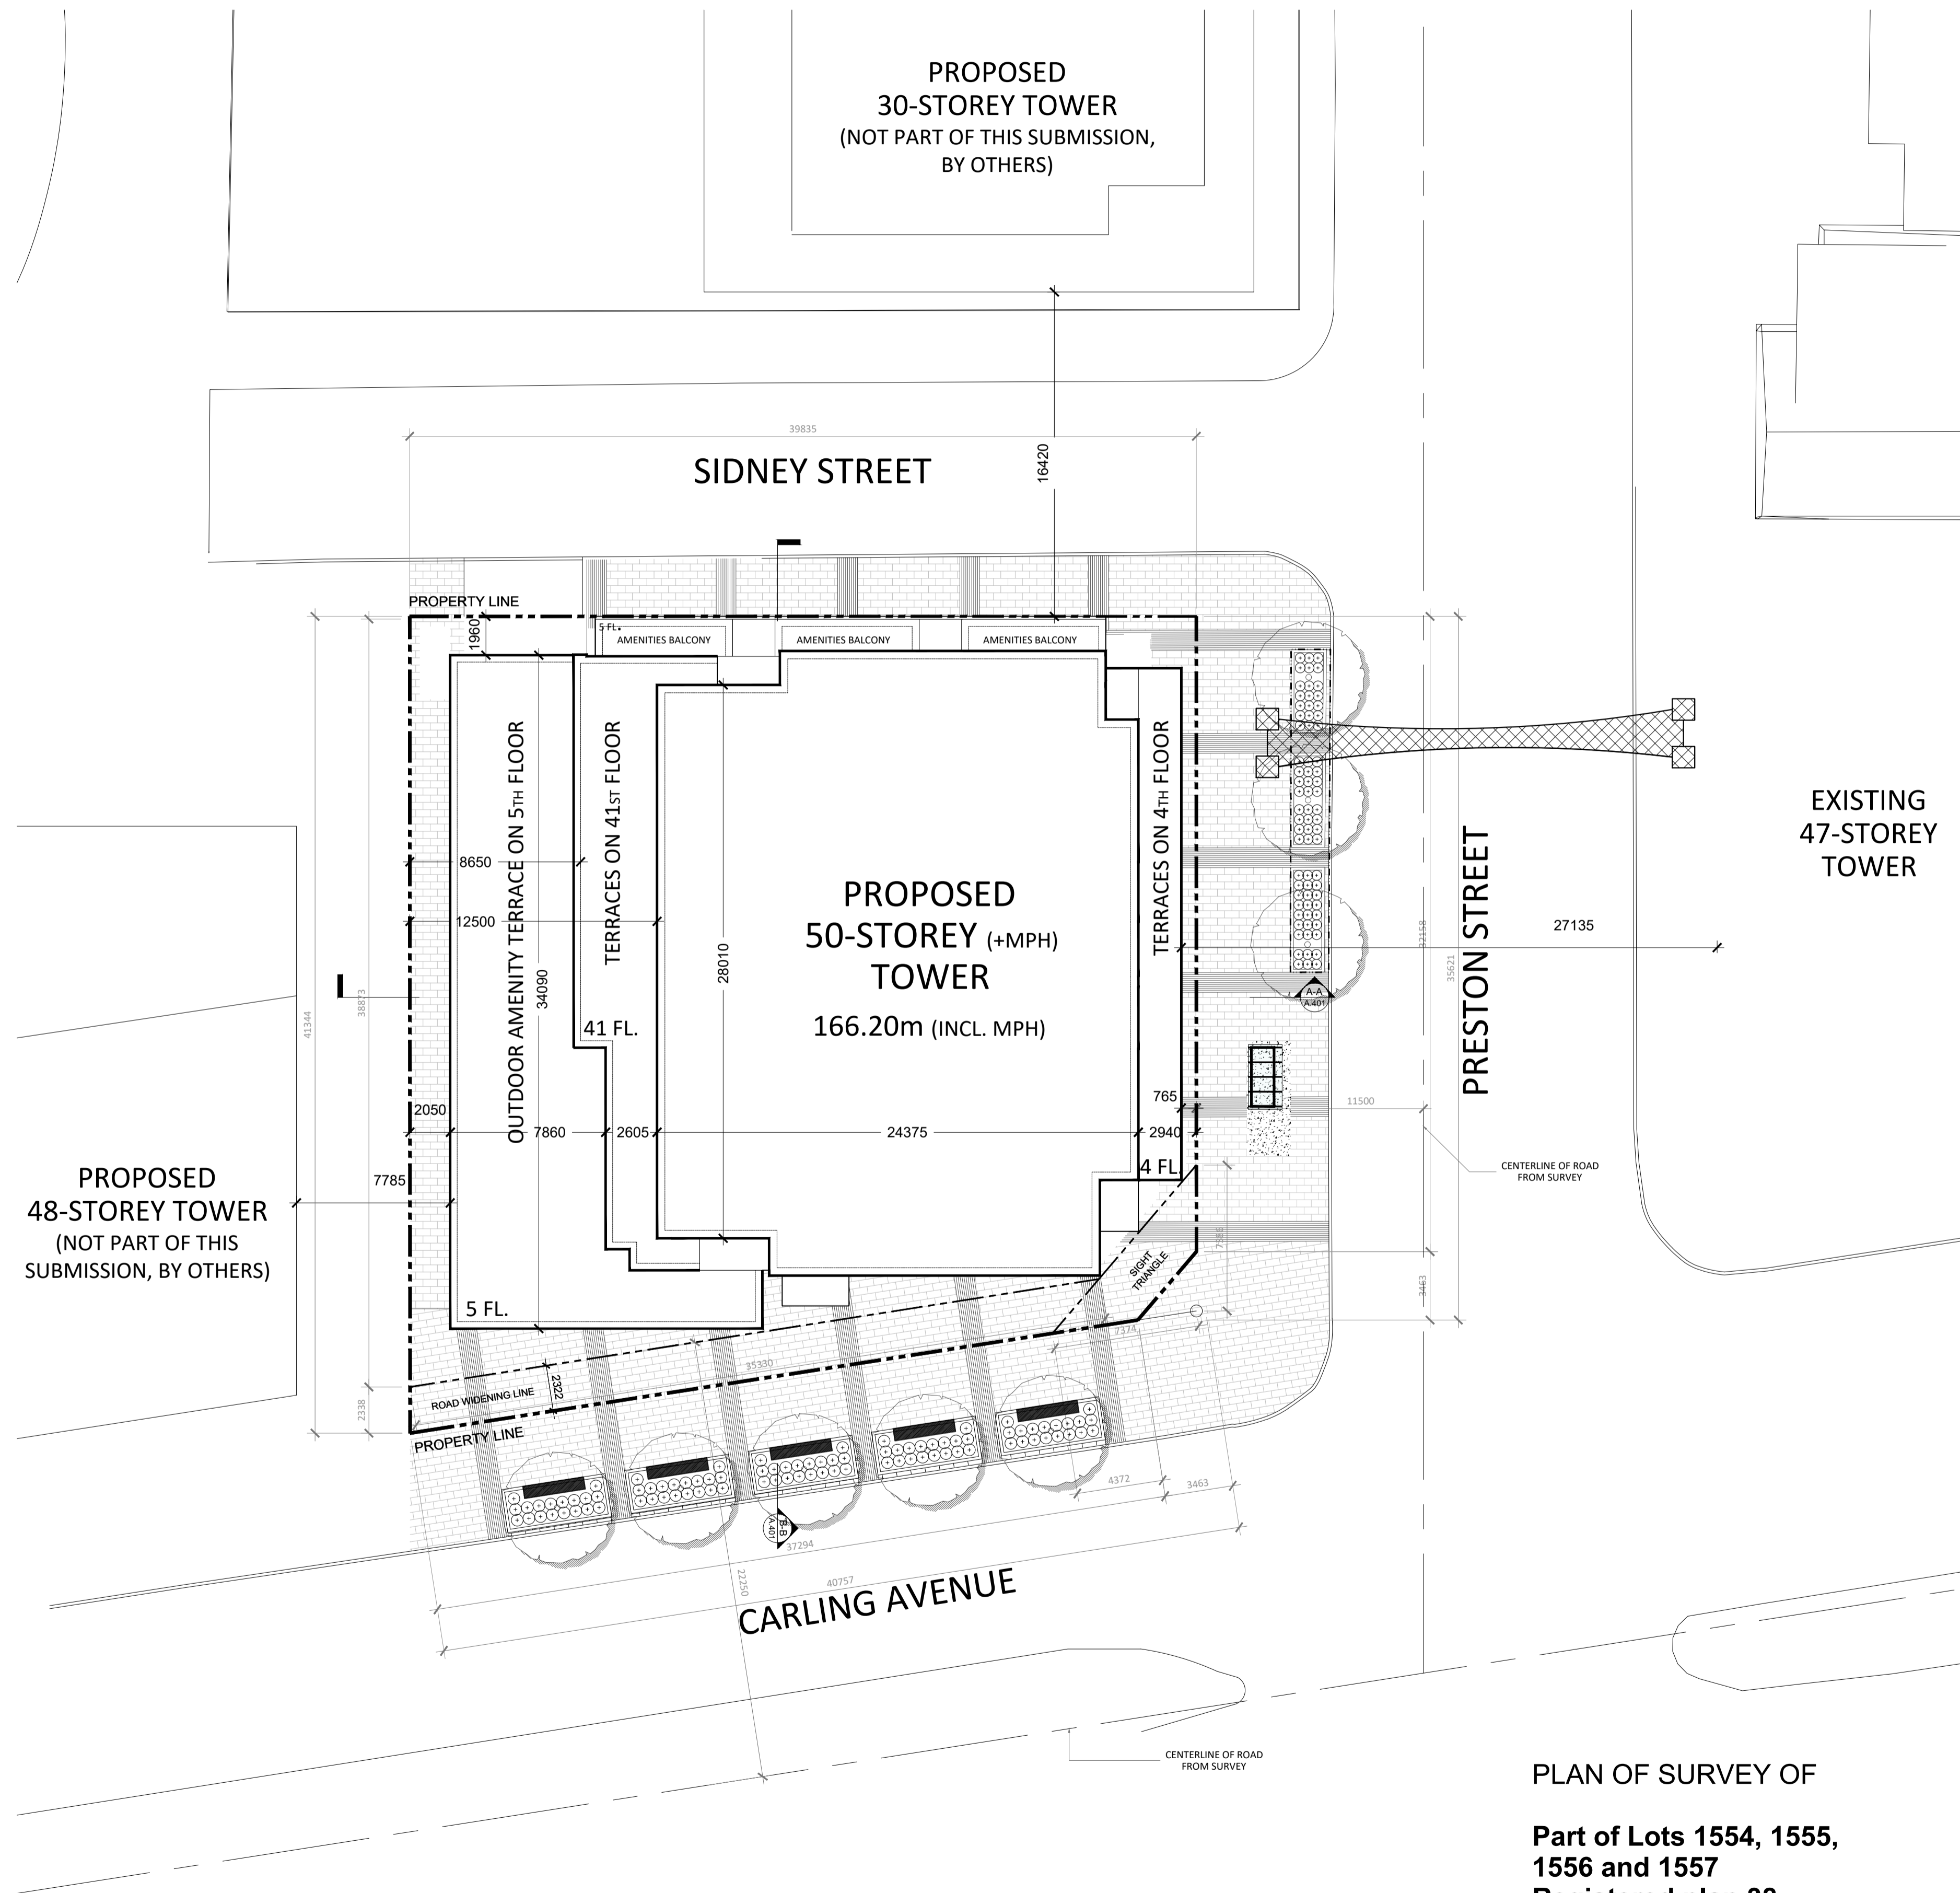 PROPOSED
30-STOREY TOWER
(NOT PART OF THIS SUBMISSION,
BY OTHERS)
39835
SIDNEY STREET
16420
PROPERTY LINE
1960
5 FL.
AMENITIES BALCONY
AMENITIES BALCONY
AMENITIES BALCONY
OUTDOOR AMENITY TERRACE ON 5TH FLOOR
TERRACES ON 41ST FLOOR
TERRACES ON 4TH FLOOR
8650
12500
34090
28010
41344
38873
41 FL.
PROPOSED
50-STOREY (+MPH)
TOWER
166.20m (INCL. MPH)
EXISTING
47-STOREY
TOWER
PRESTON STREET
27135
32158
35621
A-A
A.401
2050
7860
2605
24375
765
2940
11500
4 FL.
CENTERLINE OF ROAD
FROM SURVEY
PROPOSED
48-STOREY TOWER
(NOT PART OF THIS
SUBMISSION, BY OTHERS)
7785
5 FL.
SIGHT
TRIANGLE
3463
7374
35330
2322
ROAD WIDENING LINE
2338
PROPERTY LINE
4372
3463
B-B
A.401
37294
40757
22250
CARLING AVENUE
CENTERLINE OF ROAD
FROM SURVEY
PLAN OF SURVEY OF
Part of Lots 1554, 1555,
1556 and 1557